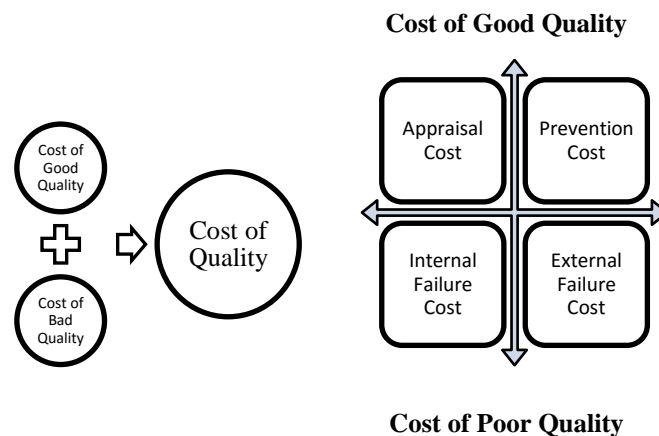 Cost of Good Quality
Cost of
Good
Quality
Cost of
Bad
Quality
Cost of
Quality
Appraisal
Cost
Prevention
Cost
Internal
Failure
Cost
External
Failure
Cost
Cost of Poor Quality